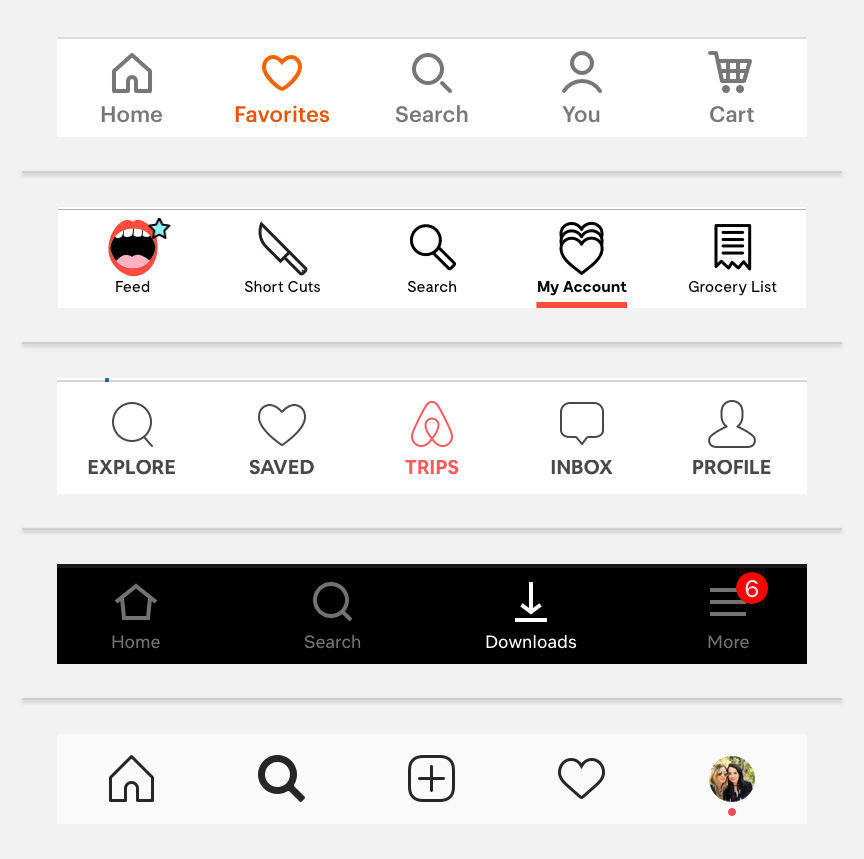 Home Favorites Search You Cart
Feed Short Cuts Search My Account Grocery List
EXPLORE SAVED TRIPS INBOX PROFILE
6
Home Search Downloads More